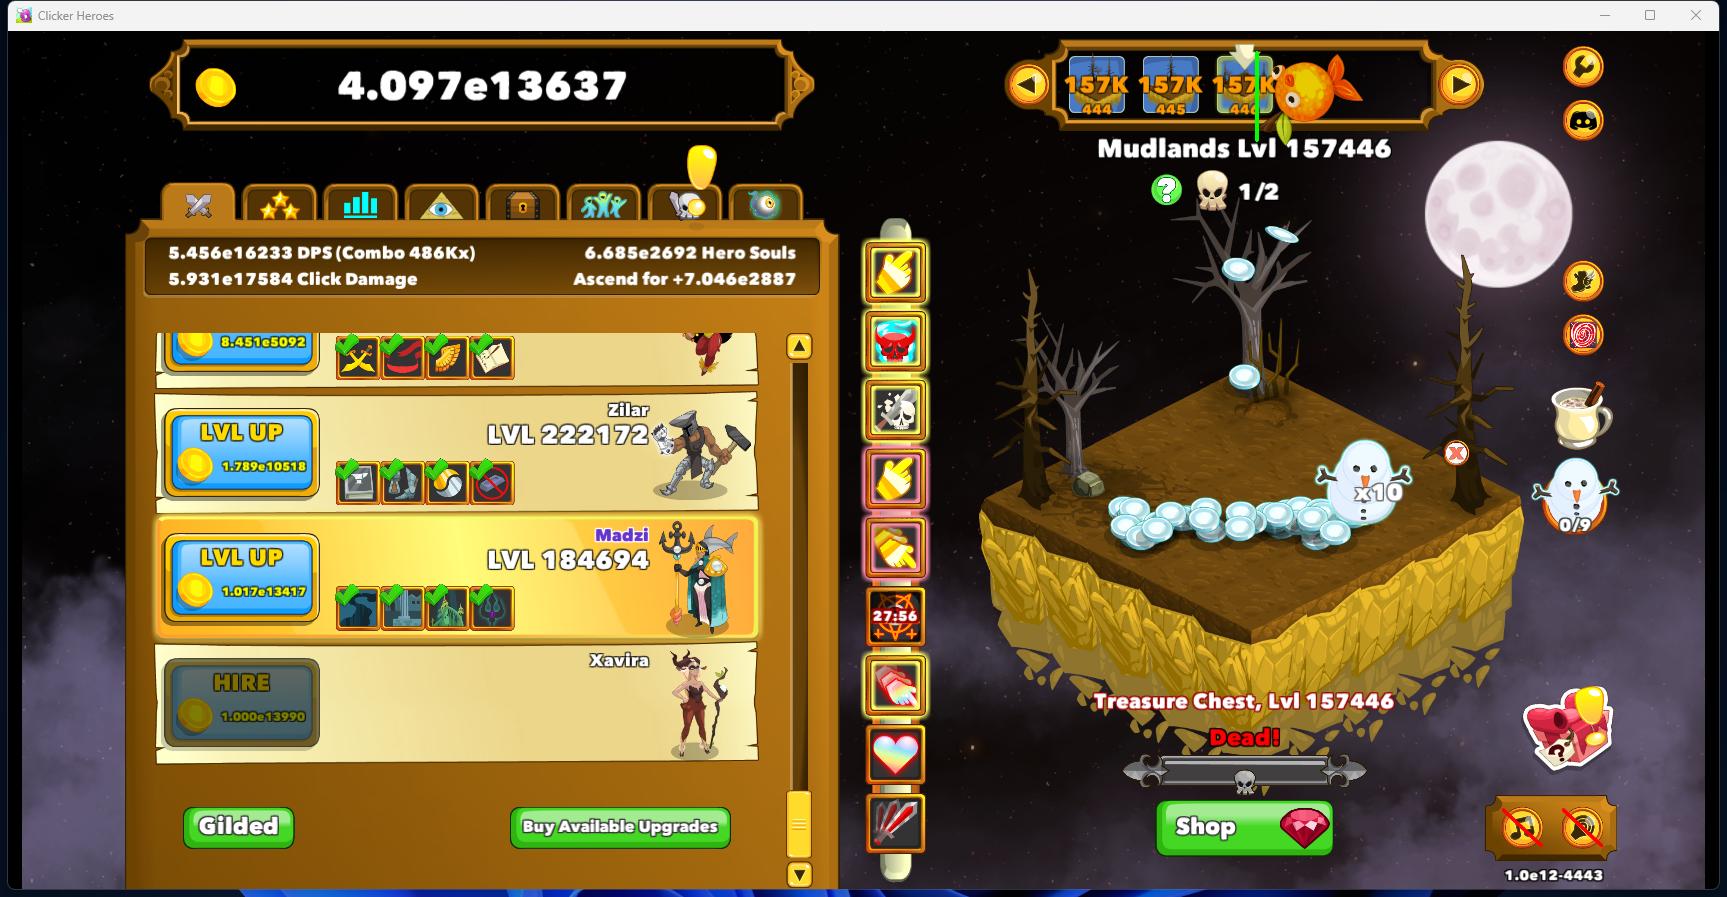 Clicker Heroes
4.097e13637
157K
157K
157K
444
445
446
Mudlands Lvl 157446
1/2
5.456e16233 DPS (Combo 486Kx)
6.685e2692 Hero Souls
5.931e17584 Click Damage
Ascend for +7.046e2887
8.451e5092
Zilar
LVL UP
LVL 222172
1.789e10518
Madzi
LVL UP
LVL 184694
1.017e13417
Xavira
HIRE
1.000e13990
Gilded
Buy Available Upgrades
27:56
x10
0/9
Treasure Chest, Lvl 157446
Dead!
Shop
1.0e12-4443